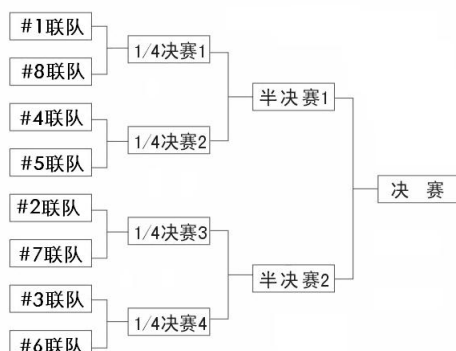 #1联队
#8联队
1/4决赛1
#4联队
#5联队
1/4决赛2
半决赛1
#2联队
#7联队
1/4决赛3
#3联队
#6联队
1/4决赛4
半决赛2
决 赛